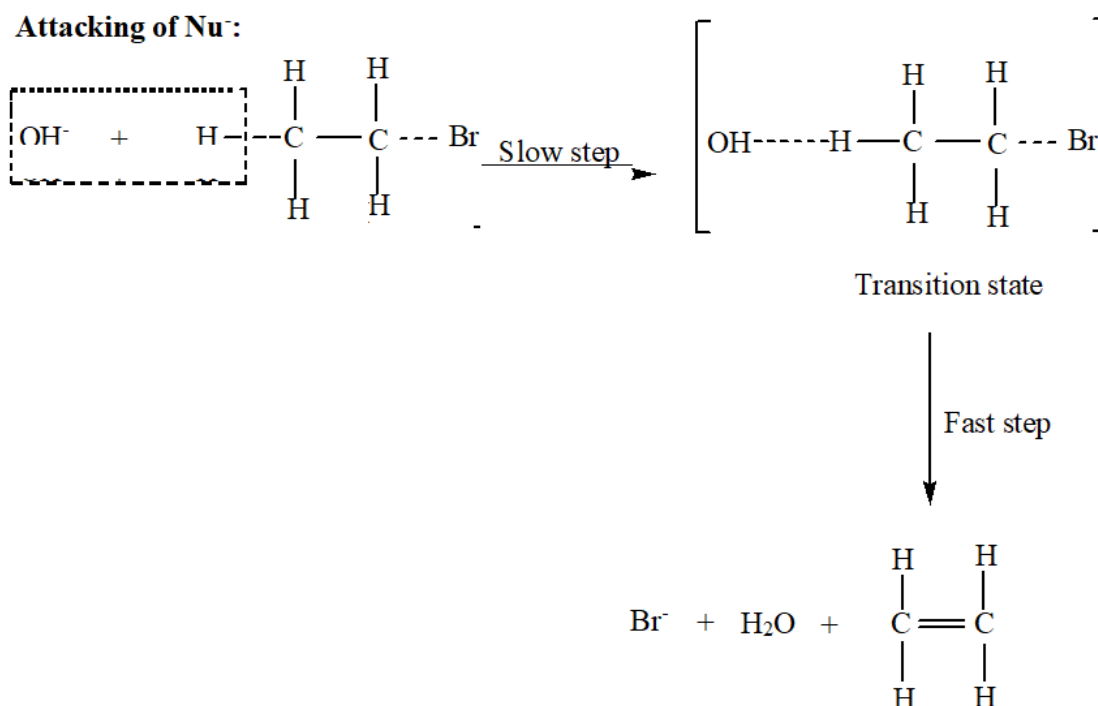 Attacking of Nu⁻:
H H
OH⁻ + H C C Br
H H
Slow step
H H
OH H C C Br
H H
Transition state
Fast step
H H
Br⁻ + H₂O + C C
H H